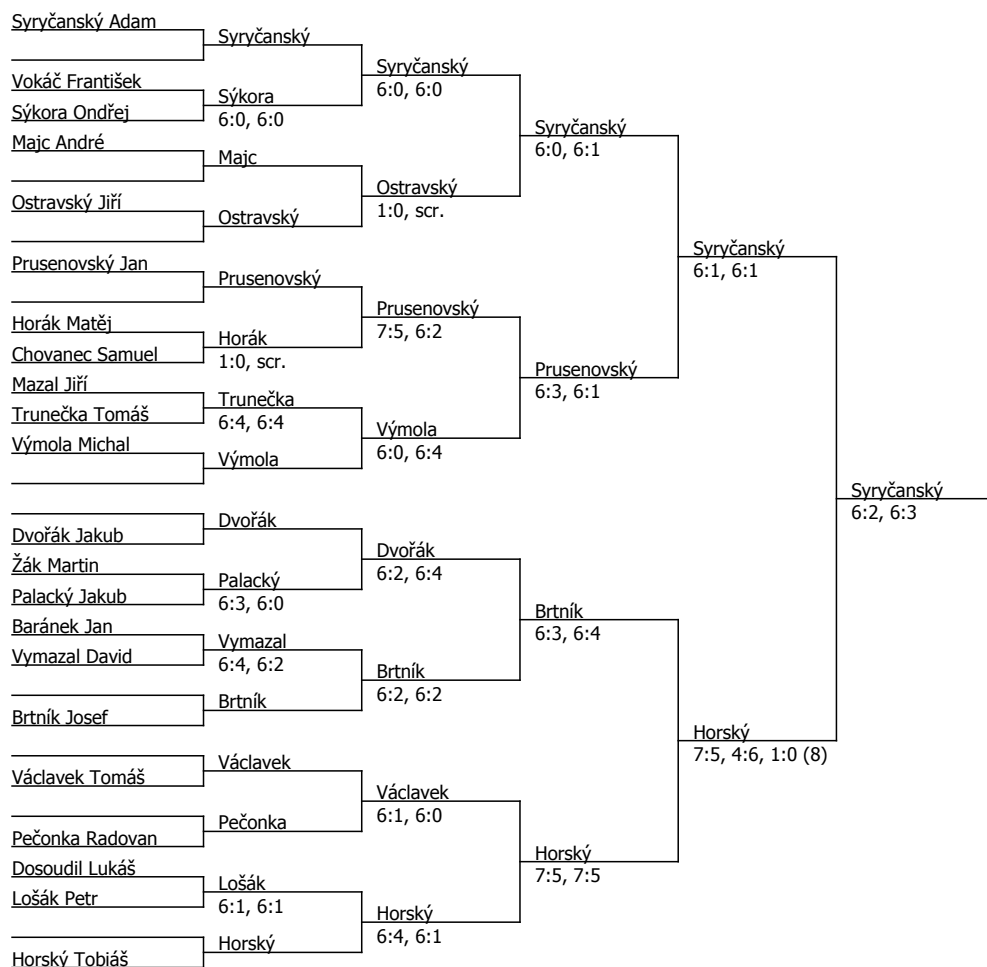 Syryčanský Adam
Vokáč František
Sýkora Ondřej
Majc André
Ostravský Jiří
Prusenovský Jan
Horák Matěj
Chovanec Samuel
Mazal Jiří
Trunečka Tomáš
Výmola Michal
Dvořák Jakub
Žák Martin
Palacký Jakub
Baránek Jan
Vymazal David
Brtník Josef
Václavek Tomáš
Pečonka Radovan
Dosoudil Lukáš
Lošák Petr
Horský Tobiáš
Syryčanský
Sýkora
6:0, 6:0
Majc
Ostravský
Prusenovský
Horák
1:0, scr.
Trunečka
6:4, 6:4
Výmola
Dvořák
Palacký
6:3, 6:0
Vymazal
6:4, 6:2
Brtník
Václavek
Pečonka
Lošák
6:1, 6:1
Horský
Syryčanský
6:0, 6:0
Ostravský
1:0, scr.
Prusenovský
7:5, 6:2
Výmola
6:0, 6:4
Dvořák
6:2, 6:4
Brtník
6:2, 6:2
Václavek
6:1, 6:0
Horský
6:4, 6:1
Syryčanský
6:0, 6:1
Prusenovský
6:3, 6:1
Brtník
6:3, 6:4
Horský
7:5, 7:5
Syryčanský
6:1, 6:1
Horský
7:5, 4:6, 1:0 (8)
Syryčanský
6:2, 6:3